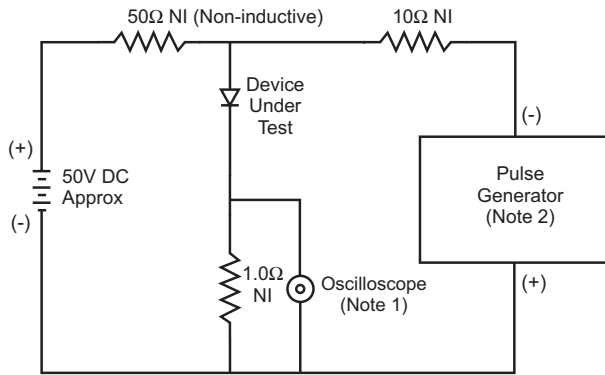 50Ω NI (Non-inductive)
10Ω NI
Device
Under
Test
(-)
(+)
50V DC
Approx
(-)
Pulse
Generator
(Note 2)
1.0Ω
NI
Oscilloscope
(Note 1)
(+)